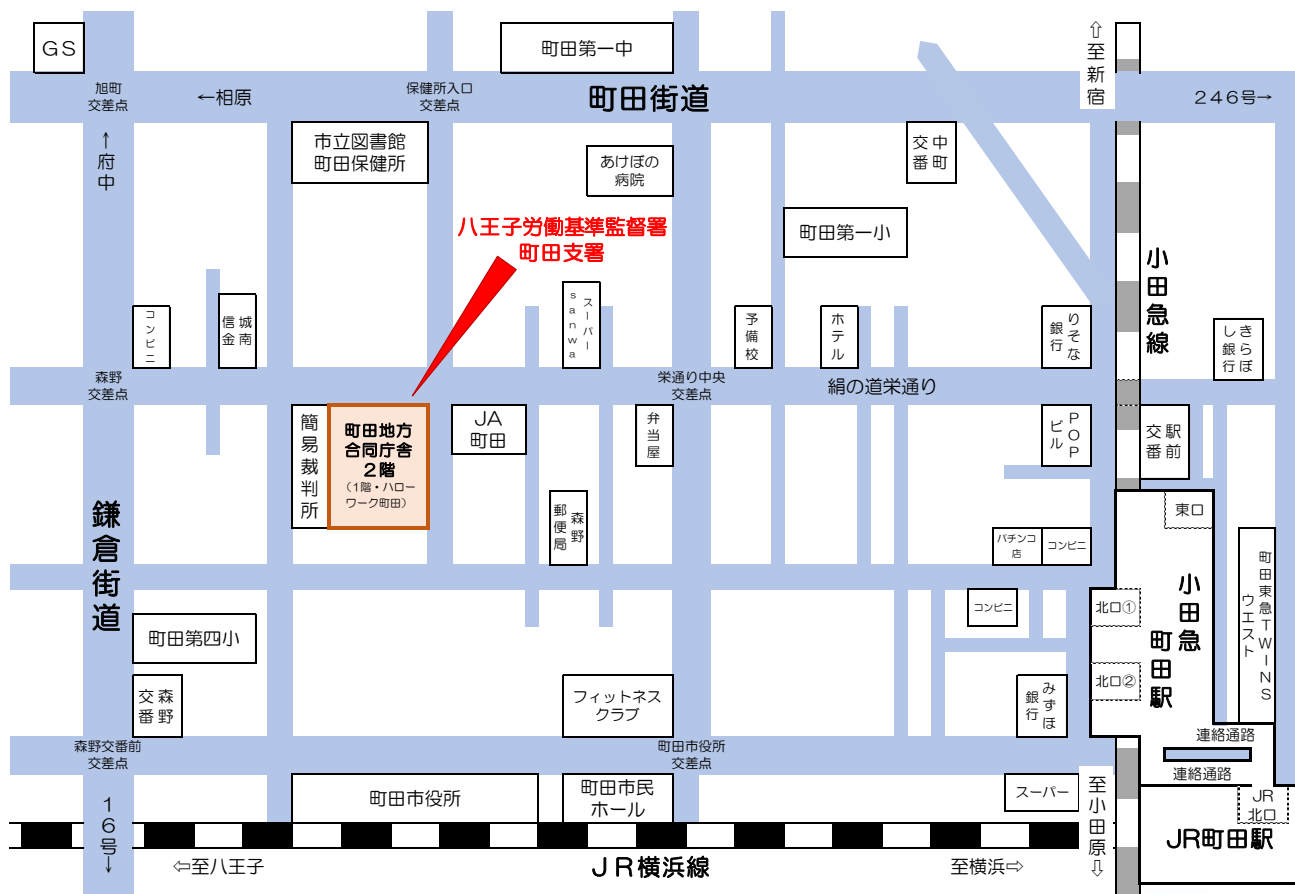 GS
町田第一中
⇧至新宿
旭町
交差点
←相原
保健所入口
交差点
町田街道
246号→
↑府中
市立図書館
町田保健所
あけぼの
病院
中町
交番
八王子労働基準監督署
町田支署
町田第一小
小田急線
コンビニ
城南
信金
スーパー
sanwa
予備校
ホテル
りそな
銀行
きらぼ
し銀行
森野
交差点
栄通り中央
交差点
絹の道栄通り
簡易裁判所
町田地方
合同庁舎
2階
(1階・ハロー
ワーク町田)
JA
町田
弁当屋
POP
ビル
駅前
交番
鎌倉街道
森野
郵便局
東口
パチンコ
店
コンビニ
小田急
町田駅
町田東急TWINS
ウエスト
コンビニ
北口①
町田第四小
北口②
森野
交番
フィットネス
クラブ
みずほ
銀行
森野交番前
交差点
町田市役所
交差点
連絡通路
連絡通路
16号↓
町田市役所
町田市民
ホール
スーパー
至小田原⇩
JR
北口
JR町田駅
⇦至八王子
JR横浜線
至横浜⇨